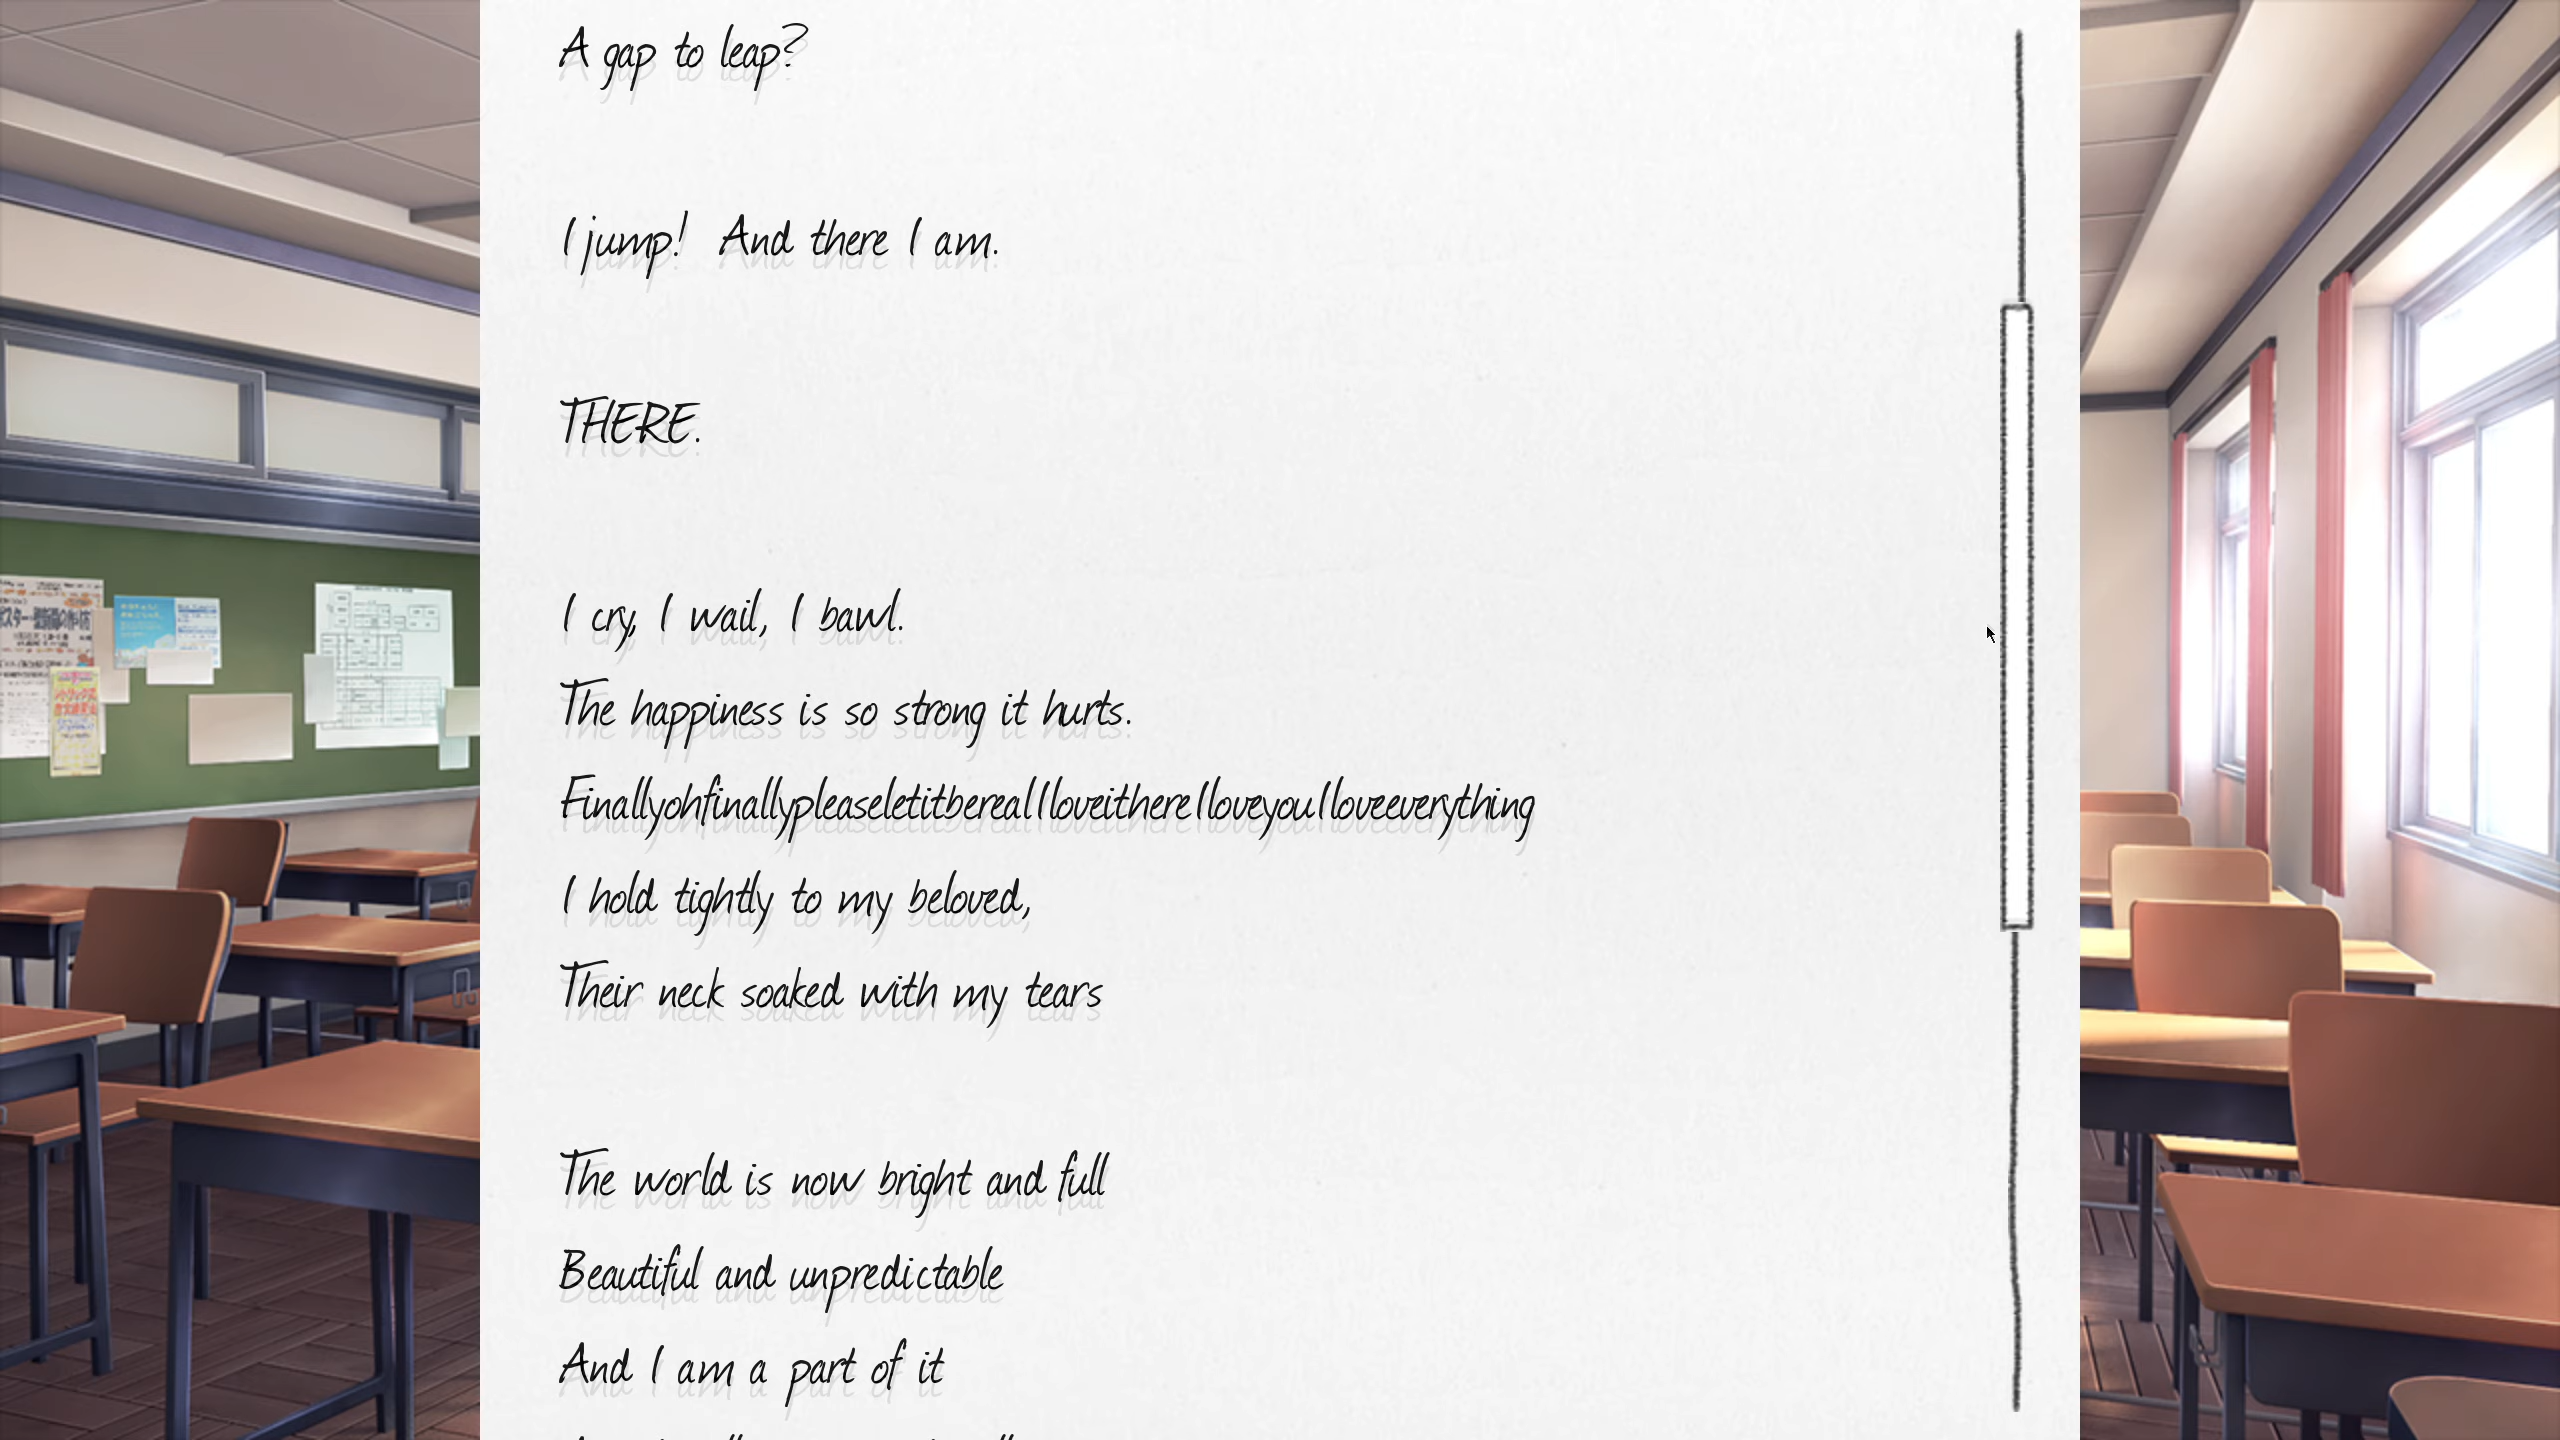 A gap to leap?
I jump!  And there I am.
THERE.
I cry, I wail, I bawl.
The happiness is so strong it hurts.
FinallyohfinallypleaseletitberealIloveithereIloveyouIloveeverything
I hold tightly to my beloved,
Their neck soaked with my tears
The world is now bright and full
Beautiful and unpredictable
And I am a part of it